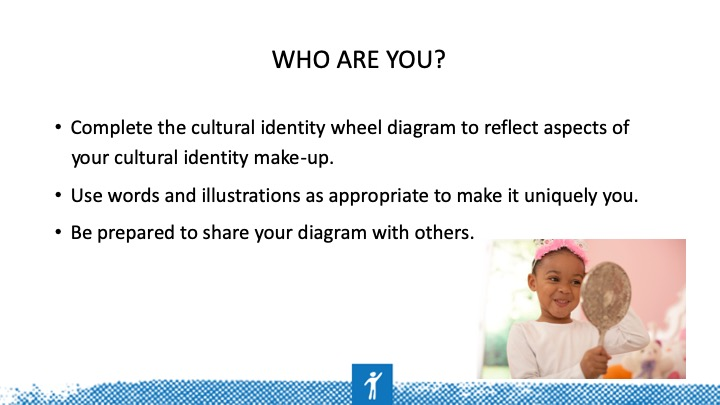 WHO ARE YOU?
• Complete the cultural identity wheel diagram to reflect aspects of
your cultural identity make-up.
• Use words and illustrations as appropriate to make it uniquely you.
• Be prepared to share your diagram with others.